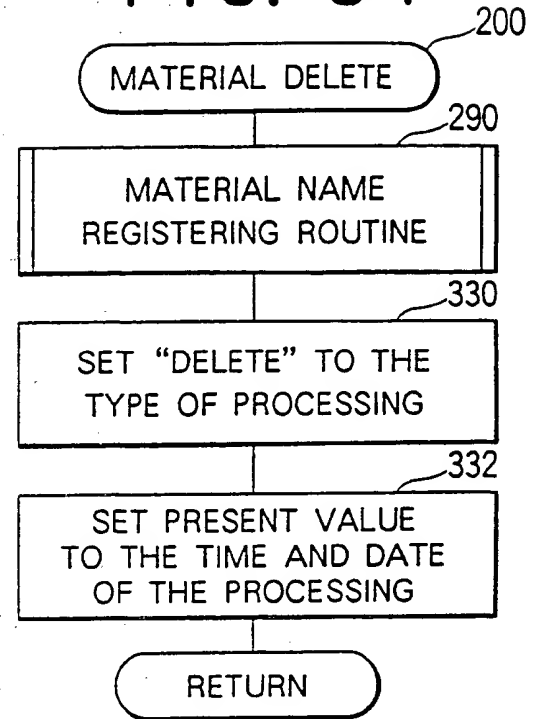 200
MATERIAL DELETE
290
MATERIAL NAME
REGISTERING ROUTINE
330
SET “DELETE” TO THE
TYPE OF PROCESSING
332
SET PRESENT VALUE
TO THE TIME AND DATE
OF THE PROCESSING
RETURN